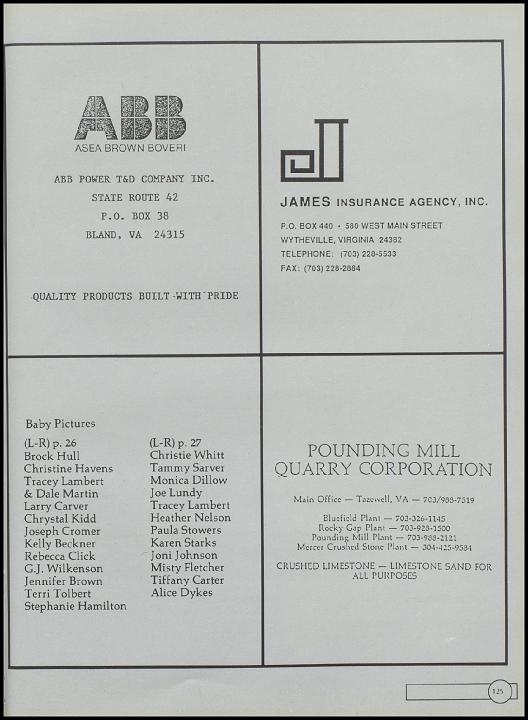 ABB
ASEA BROWN BOVERI
ABB POWER T&D COMPANY INC.
STATE ROUTE 42
P.O. BOX 38
BLAND, VA 24315
QUALITY PRODUCTS BUILT WITH PRIDE
JAMES INSURANCE AGENCY, INC.
P.O. BOX 440 • 580 WEST MAIN STREET
WYTHEVILLE, VIRGINIA 24382
TELEPHONE: (703) 228-5533
FAX: (703) 228-2884
Baby Pictures
(L-R) p. 26
Brock Hull
Christine Havens
Tracey Lambert
& Dale Martin
Larry Carver
Chrystal Kidd
Joseph Cromer
Kelly Beckner
Rebecca Click
G.J. Wilkenson
Jennifer Brown
Terri Tolbert
Stephanie Hamilton
(L-R) p. 27
Christie Whitt
Tammy Sarver
Monica Dillow
Joe Lundy
Tracey Lambert
Heather Nelson
Paula Stowers
Karen Starks
Joni Johnson
Misty Fletcher
Tiffany Carter
Alice Dykes
POUNDING MILL
QUARRY CORPORATION
Main Office — Tazewell, VA — 703/988-7519
Bluefield Plant — 703-326-1145
Rocky Gap Plant — 703-928-1500
Pounding Mill Plant — 703-988-2121
Mercer Crushed Stone Plant — 304-425-9584
CRUSHED LIMESTONE — LIMESTONE SAND FOR
ALL PURPOSES
125